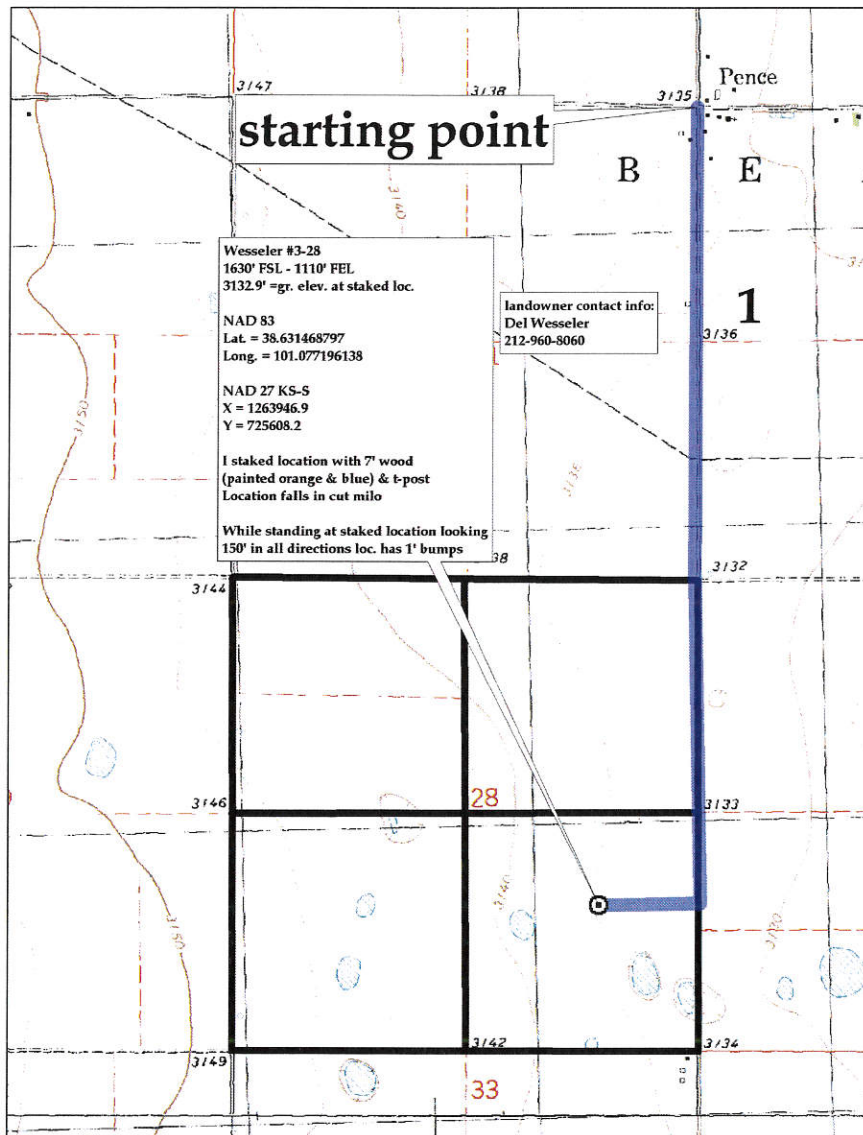 3147
3138
3135
Pence
starting point
B E
3140
Wesseler #3-28
1630' FSL - 1110' FEL
3132.9' =gr. elev. at staked loc.
NAD 83
Lat. = 38.631468797
Long. = 101.077196138
NAD 27 KS-S
X = 1263946.9
Y = 725608.2
I staked location with 7' wood
(painted orange & blue) & t-post
Location falls in cut milo
While standing at staked location looking
150' in all directions loc. has 1' bumps
landowner contact info:
Del Wesseler
212-960-8060
1
3136
3150
3138
3144
3132
28
3146
3133
3140
3150
3149
3142
3134
33